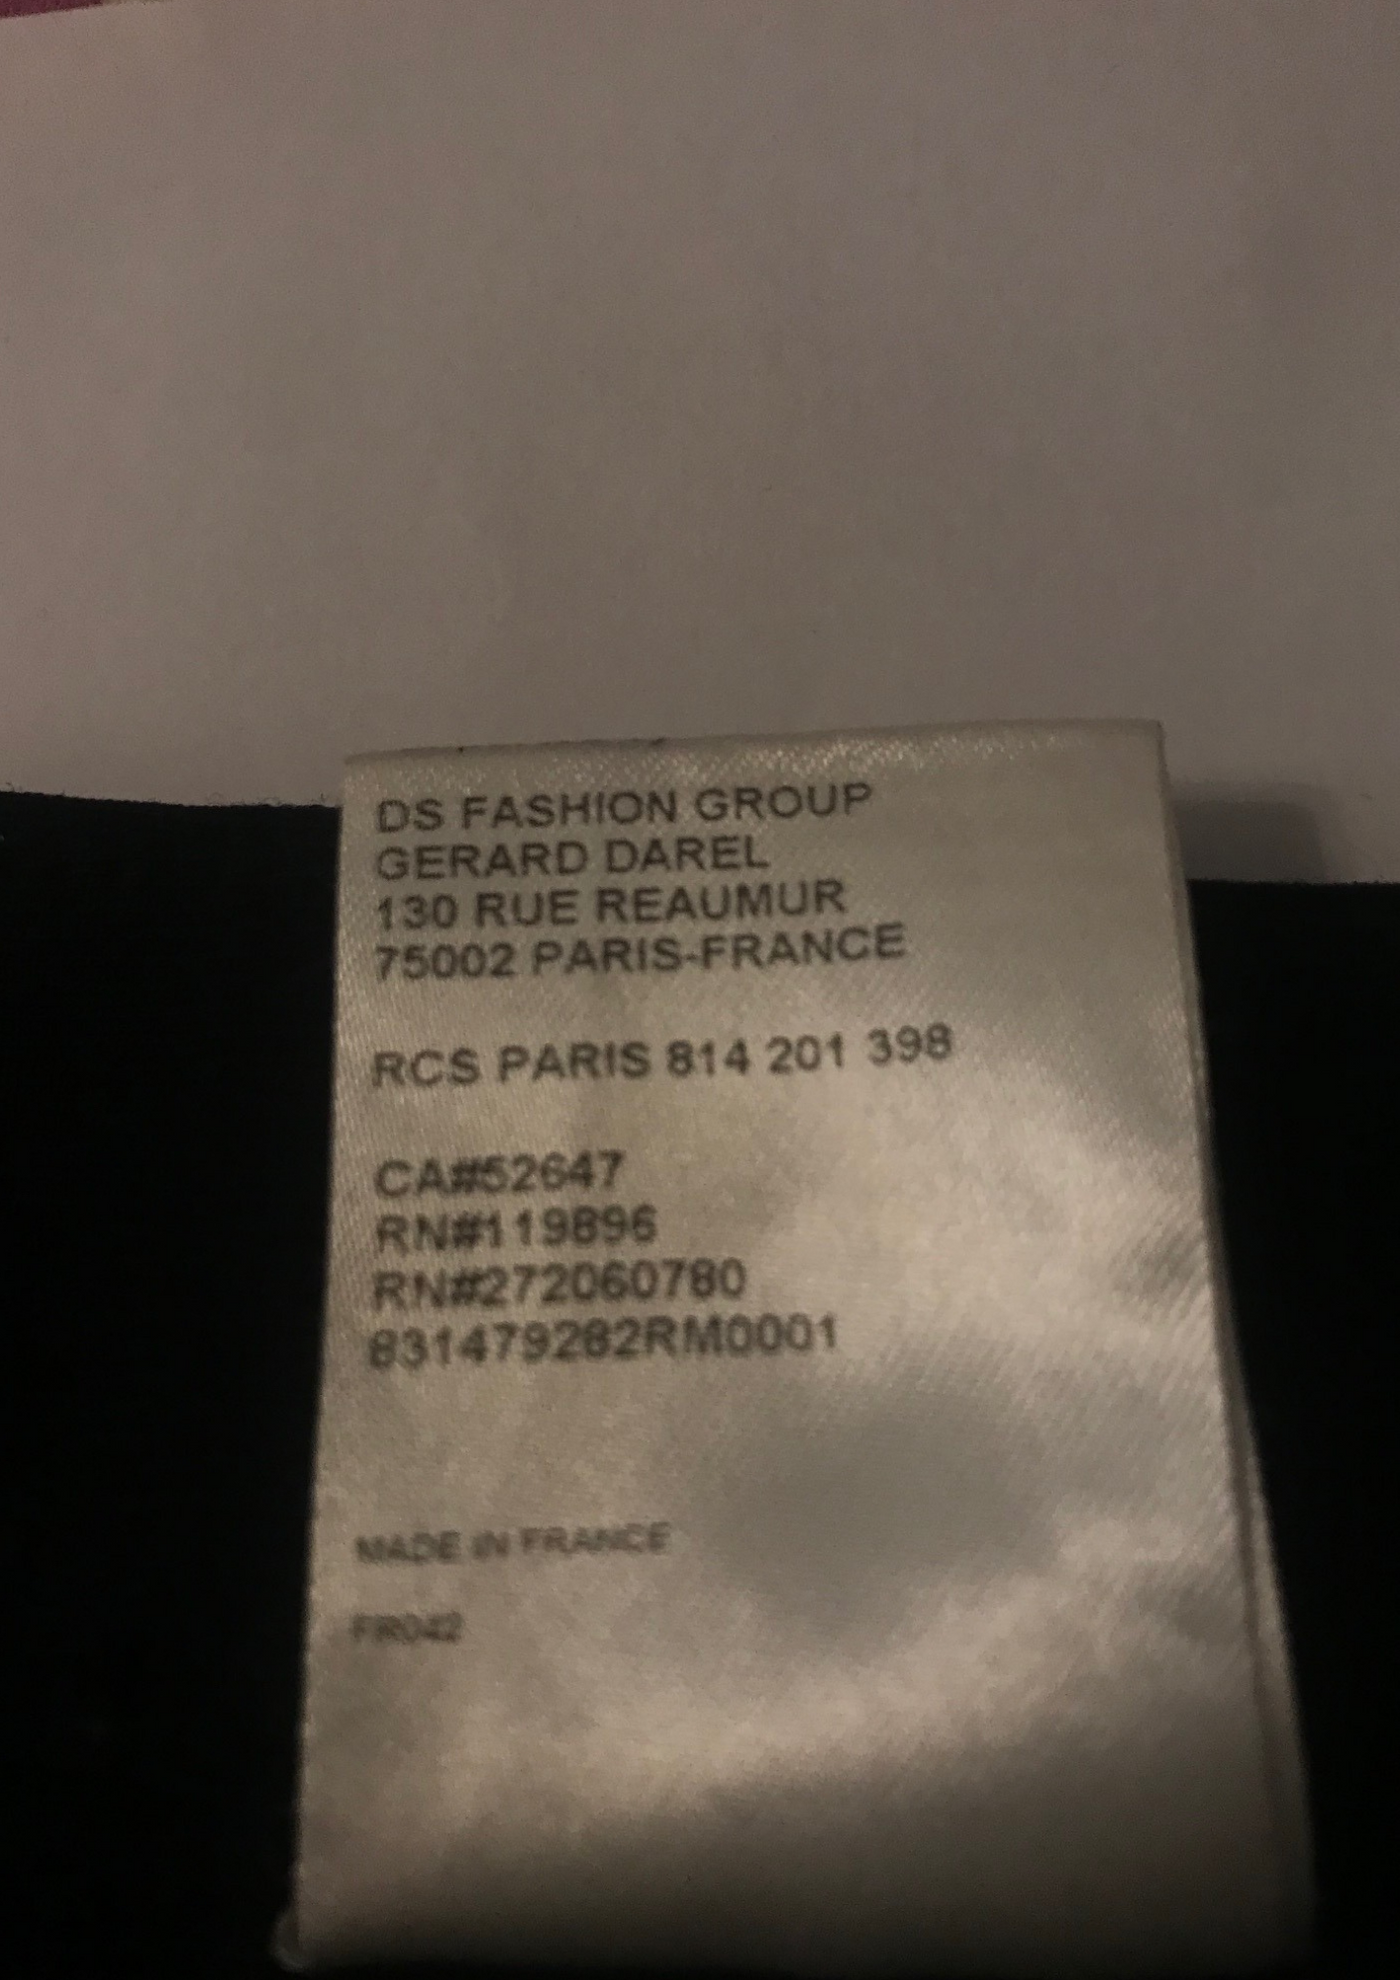 DS FASHION GROUP
GERARD DAREL
130 RUE REAUMUR
75002 PARIS-FRANCE
RCS PARIS 814 201 398
CA#52647
RN#119896
RN#272060780
831479282RM0001
MADE IN FRANCE
FIR042